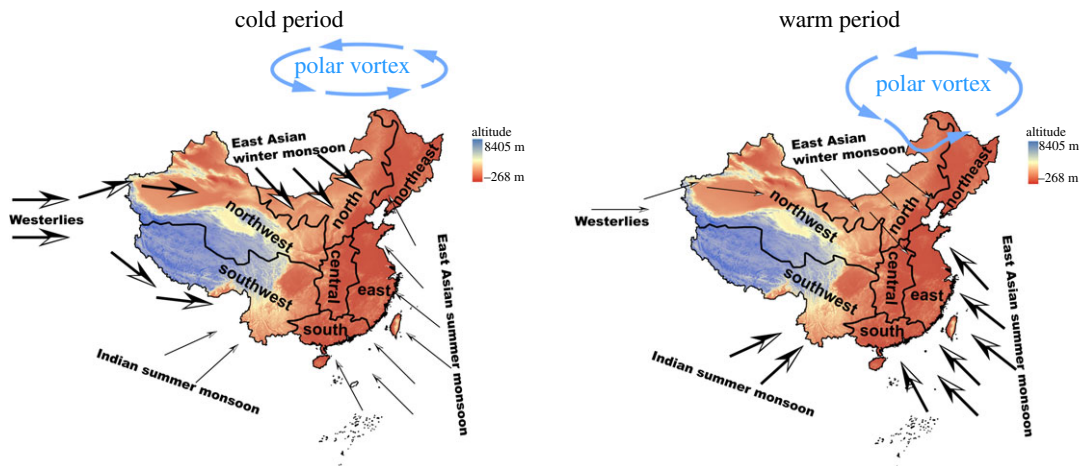 cold period
polar vortex
East Asian
winter monsoon
altitude
8405 m
–268 m
Westerlies
northwest
north
northeast
southwest
central
east
south
East Asian summer monsoon
Indian summer monsoon
warm period
polar vortex
East Asian
winter monsoon
altitude
8405 m
–268 m
Westerlies
northwest
north
northeast
southwest
central
east
south
East Asian summer monsoon
Indian summer monsoon